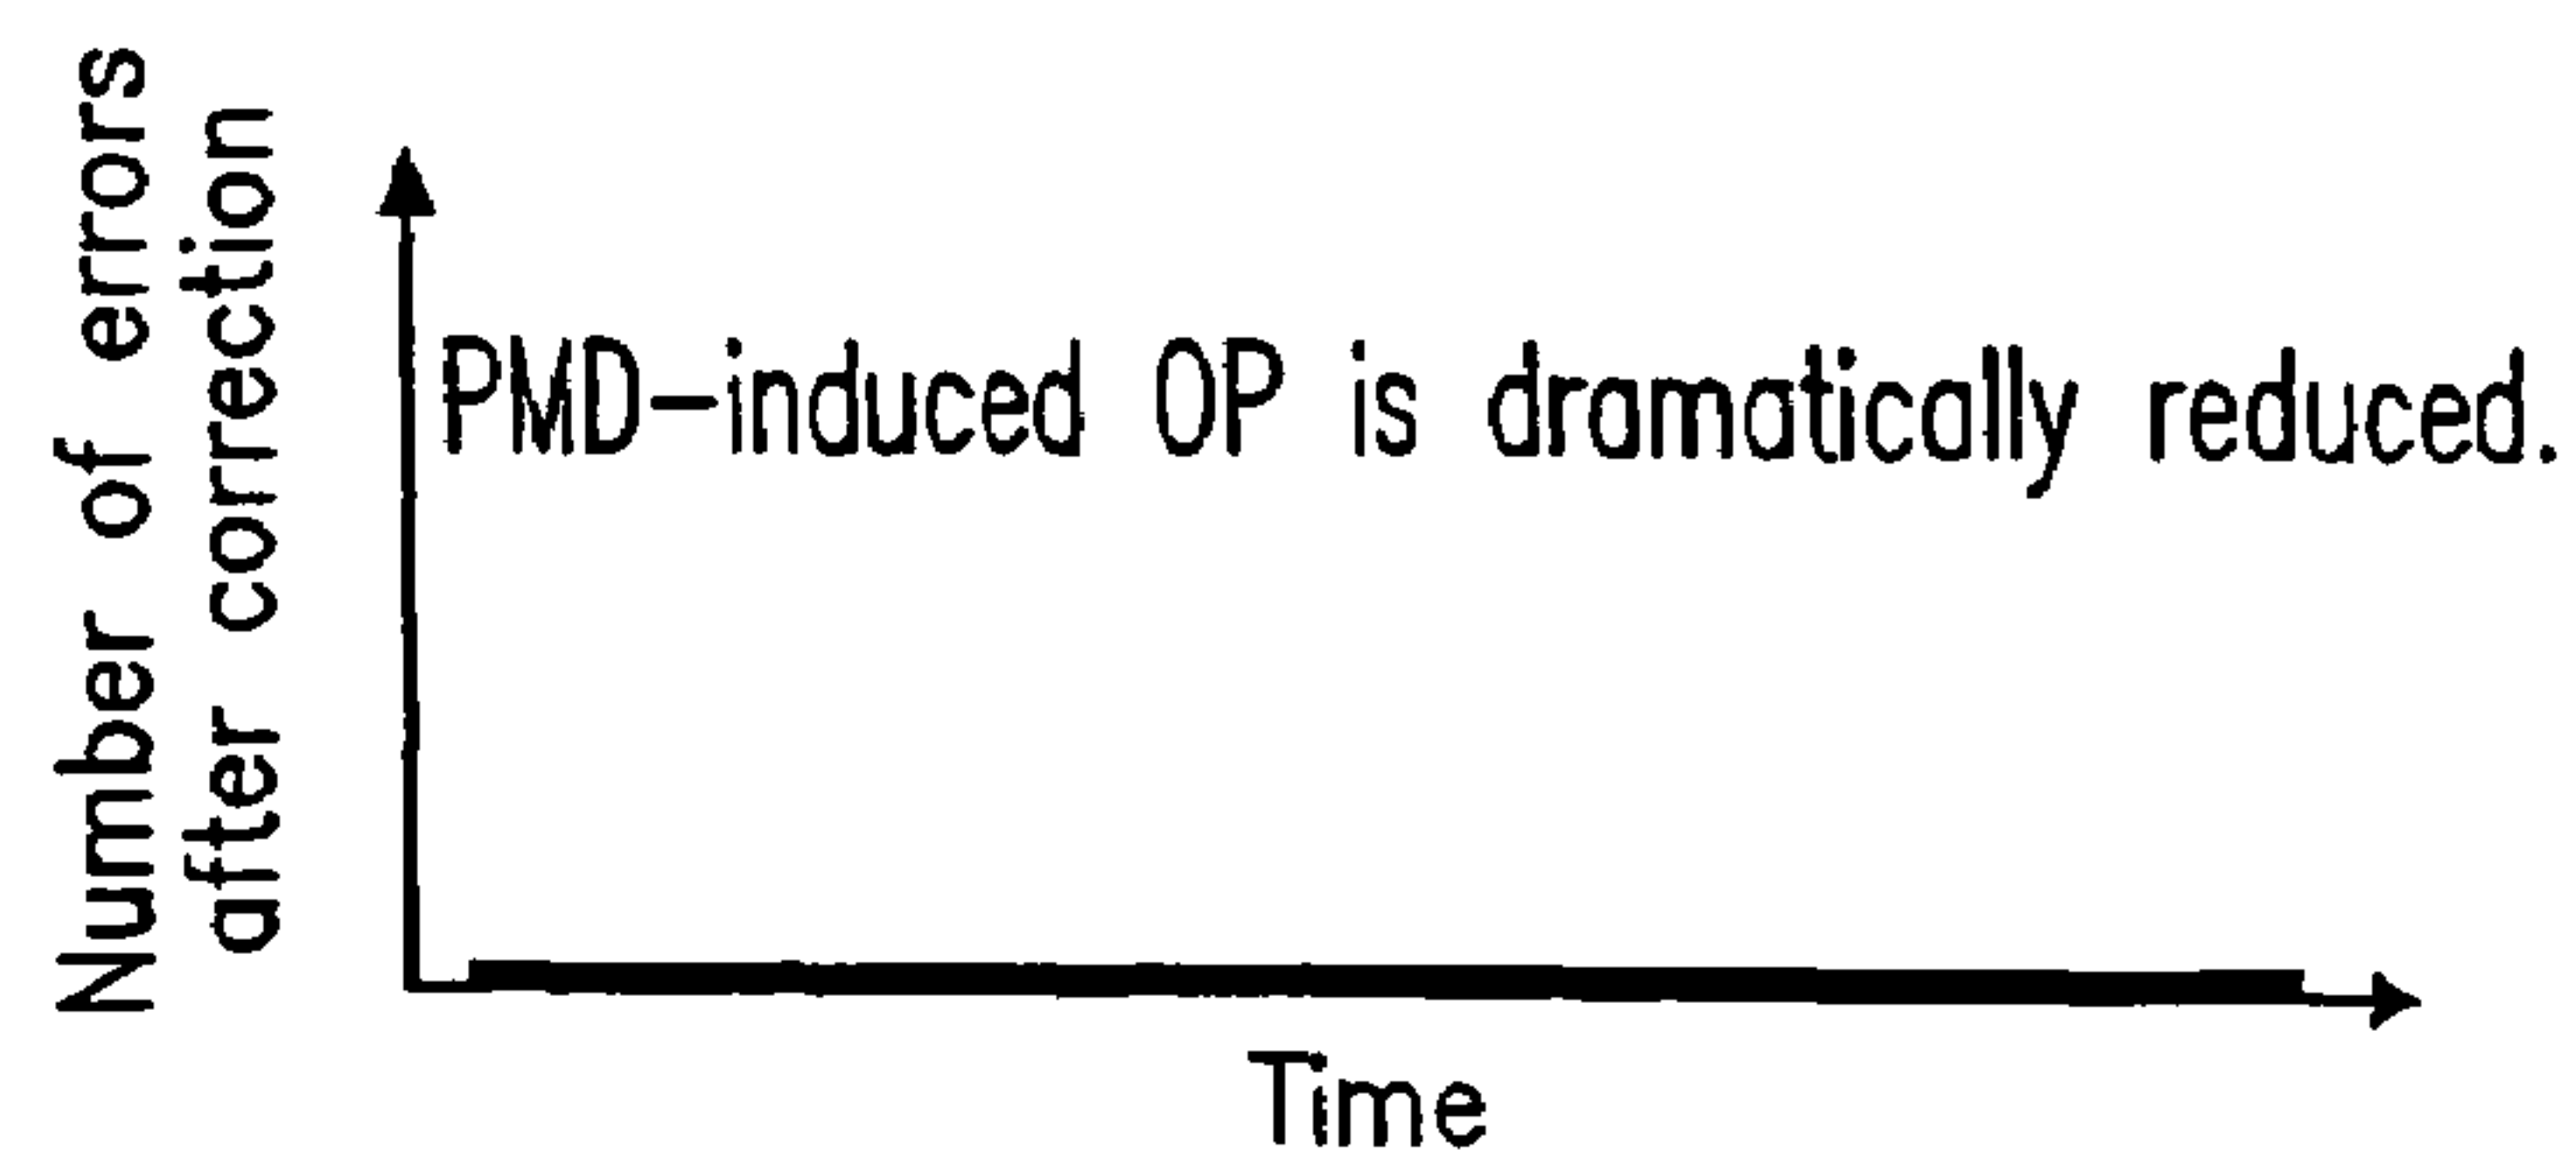 Number of errors
after correction
PMD-induced OP is dramatically reduced.
Time